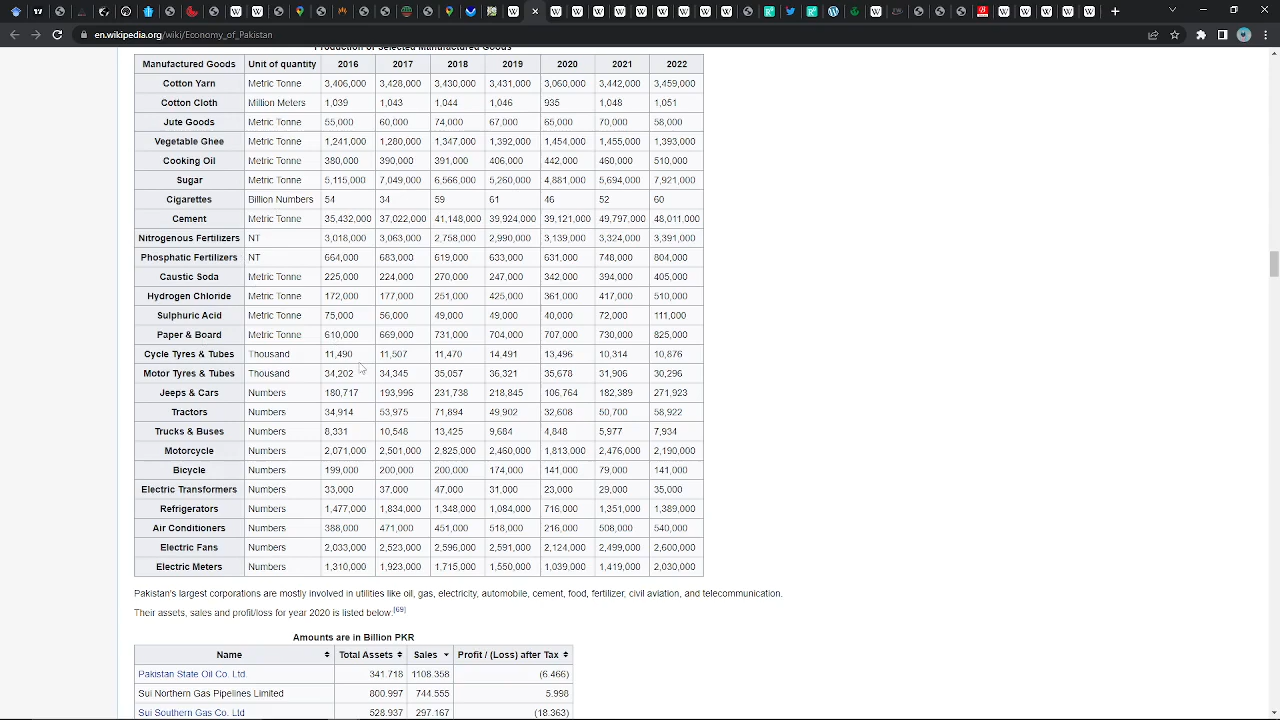 en.wikipedia.org/wiki/Economy_of_Pakistan
Production of Selected Manufactured Goods
Manufactured Goods Unit of quantity 2016 2017 2018 2019 2020 2021 2022
Cotton Yarn Metric Tonne 3,406,000 3,428,000 3,430,000 3,431,000 3,060,000 3,442,000 3,459,000
Cotton Cloth Million Meters 1,039 1,043 1,044 1,046 935 1,048 1,051
Jute Goods Metric Tonne 55,000 60,000 74,000 67,000 65,000 70,000 58,000
Vegetable Ghee Metric Tonne 1,241,000 1,280,000 1,347,000 1,392,000 1,454,000 1,455,000 1,393,000
Cooking Oil Metric Tonne 380,000 390,000 391,000 406,000 442,000 460,000 510,000
Sugar Metric Tonne 5,115,000 7,049,000 6,566,000 5,260,000 4,881,000 5,694,000 7,921,000
Cigarettes Billion Numbers 54 34 59 61 46 52 60
Cement Metric Tonne 35,432,000 37,022,000 41,148,000 39,924,000 39,121,000 49,797,000 48,011,000
Nitrogenous Fertilizers NT 3,018,000 3,063,000 2,758,000 2,990,000 3,139,000 3,324,000 3,391,000
Phosphatic Fertilizers NT 664,000 683,000 619,000 633,000 631,000 748,000 804,000
Caustic Soda Metric Tonne 225,000 224,000 270,000 247,000 342,000 394,000 405,000
Hydrogen Chloride Metric Tonne 172,000 177,000 251,000 425,000 361,000 417,000 510,000
Sulphuric Acid Metric Tonne 75,000 56,000 49,000 49,000 40,000 72,000 111,000
Paper & Board Metric Tonne 610,000 669,000 731,000 704,000 707,000 730,000 825,000
Cycle Tyres & Tubes Thousand 11,490 11,507 11,470 14,491 13,496 10,314 10,876
Motor Tyres & Tubes Thousand 34,202 34,345 35,057 36,321 35,678 31,906 30,296
Jeeps & Cars Numbers 180,717 193,996 231,738 218,845 106,764 182,389 271,923
Tractors Numbers 34,914 53,975 71,894 49,902 32,608 50,700 58,922
Trucks & Buses Numbers 8,331 10,548 13,425 9,684 4,848 5,977 7,934
Motorcycle Numbers 2,071,000 2,501,000 2,825,000 2,460,000 1,813,000 2,476,000 2,190,000
Bicycle Numbers 199,000 200,000 200,000 174,000 141,000 79,000 141,000
Electric Transformers Numbers 33,000 37,000 47,000 31,000 23,000 29,000 35,000
Refrigerators Numbers 1,477,000 1,834,000 1,348,000 1,084,000 716,000 1,351,000 1,389,000
Air Conditioners Numbers 388,000 471,000 451,000 518,000 216,000 508,000 540,000
Electric Fans Numbers 2,033,000 2,523,000 2,596,000 2,591,000 2,124,000 2,499,000 2,600,000
Electric Meters Numbers 1,310,000 1,923,000 1,715,000 1,550,000 1,039,000 1,419,000 2,030,000
Pakistan's largest corporations are mostly involved in utilities like oil, gas, electricity, automobile, cement, food, fertilizer, civil aviation, and telecommunication.
Their assets, sales and profit/loss for year 2020 is listed below.[69]
Amounts are in Billion PKR
Name Total Assets Sales Profit / (Loss) after Tax
Pakistan State Oil Co. Ltd 341.718 1108.358 (6.466)
Sui Northern Gas Pipelines Limited 800.997 744.555 5.998
Sui Southern Gas Co. Ltd 528.937 297.167 (18.363)